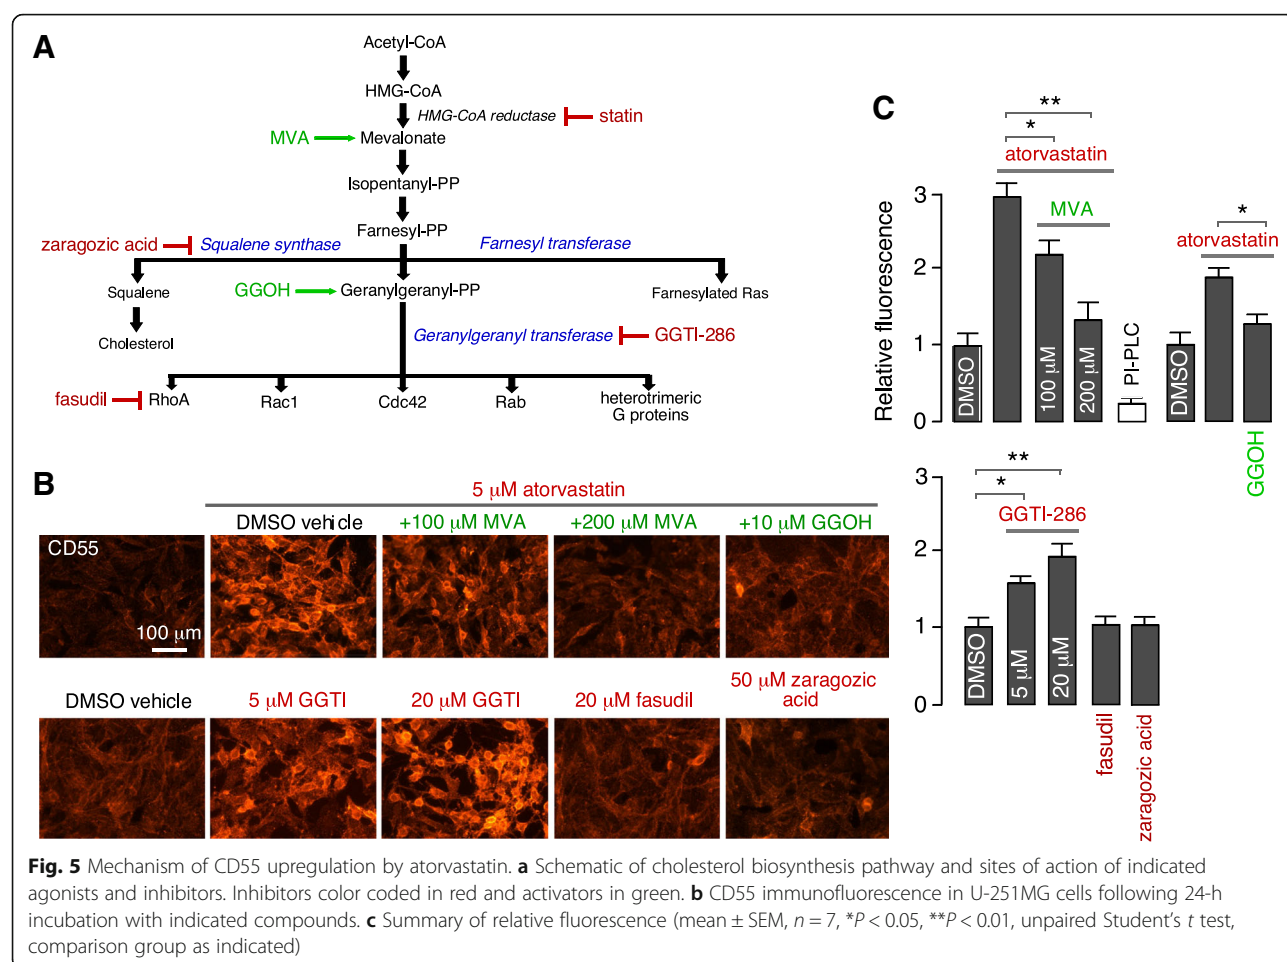 A
Acetyl-CoA
HMG-CoA
HMG-CoA reductase statin
MVA Mevalonate
Isopentanyl-PP
Farnesyl-PP
zaragozic acid Squalene synthase Farnesyl transferase
Squalene GGOH Geranylgeranyl-PP Farnesylated Ras
Cholesterol Geranylgeranyl transferase GGTI-286
fasudil RhoA Rac1 Cdc42 Rab heterotrimeric
G proteins
B
5 µM atorvastatin
DMSO vehicle +100 µM MVA +200 µM MVA +10 µM GGOH
CD55
100 µm
DMSO vehicle 5 µM GGTI 20 µM GGTI 20 µM fasudil 50 µM zaragozic
acid
C
**
*
atorvastatin
MVA
*
atorvastatin
Relative fluorescence
3
2
1
0
DMSO
100 µM
200 µM
PI-PLC
DMSO
GGOH
**
*
GGTI-286
3
2
1
0
DMSO
5 µM
20 µM
fasudil
zaragozic acid
Fig. 5 Mechanism of CD55 upregulation by atorvastatin. a Schematic of cholesterol biosynthesis pathway and sites of action of indicated
agonists and inhibitors. Inhibitors color coded in red and activators in green. b CD55 immunofluorescence in U-251MG cells following 24-h
incubation with indicated compounds. c Summary of relative fluorescence (mean ± SEM, n = 7, *P < 0.05, **P < 0.01, unpaired Student's t test,
comparison group as indicated)